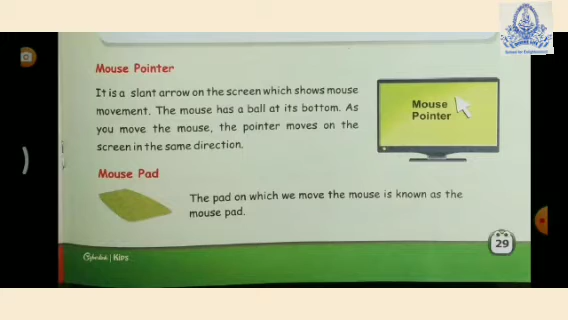 Mouse Pointer
It is a slant arrow on the screen which shows mouse
movement. The mouse has a ball at its bottom. As
you move the mouse, the pointer moves on the
screen in the same direction.
Mouse
Pointer
Mouse Pad
The pad on which we move the mouse is known as the
mouse pad.
29
Kips